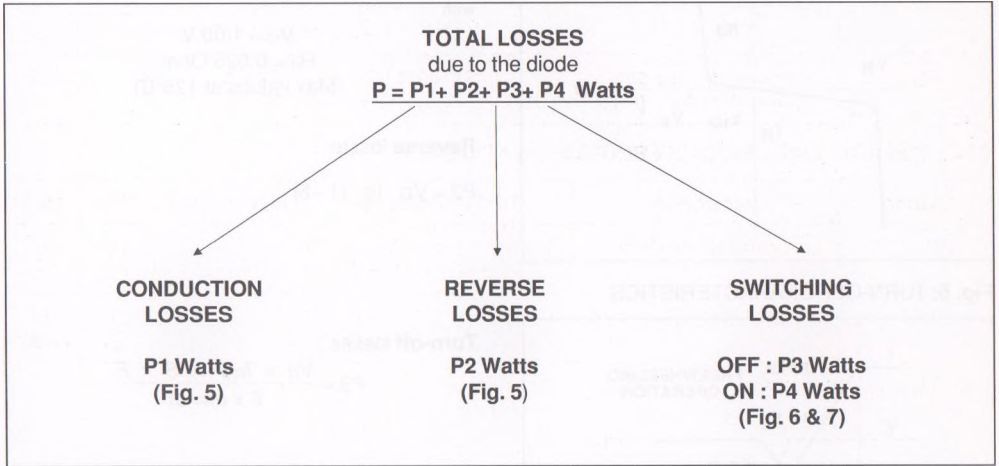 TOTAL LOSSES
due to the diode
P = P1+ P2+ P3+ P4 Watts
CONDUCTION
LOSSES
P1 Watts
(Fig. 5)
REVERSE
LOSSES
P2 Watts
(Fig. 5)
SWITCHING
LOSSES
OFF : P3 Watts
ON : P4 Watts
(Fig. 6 & 7)